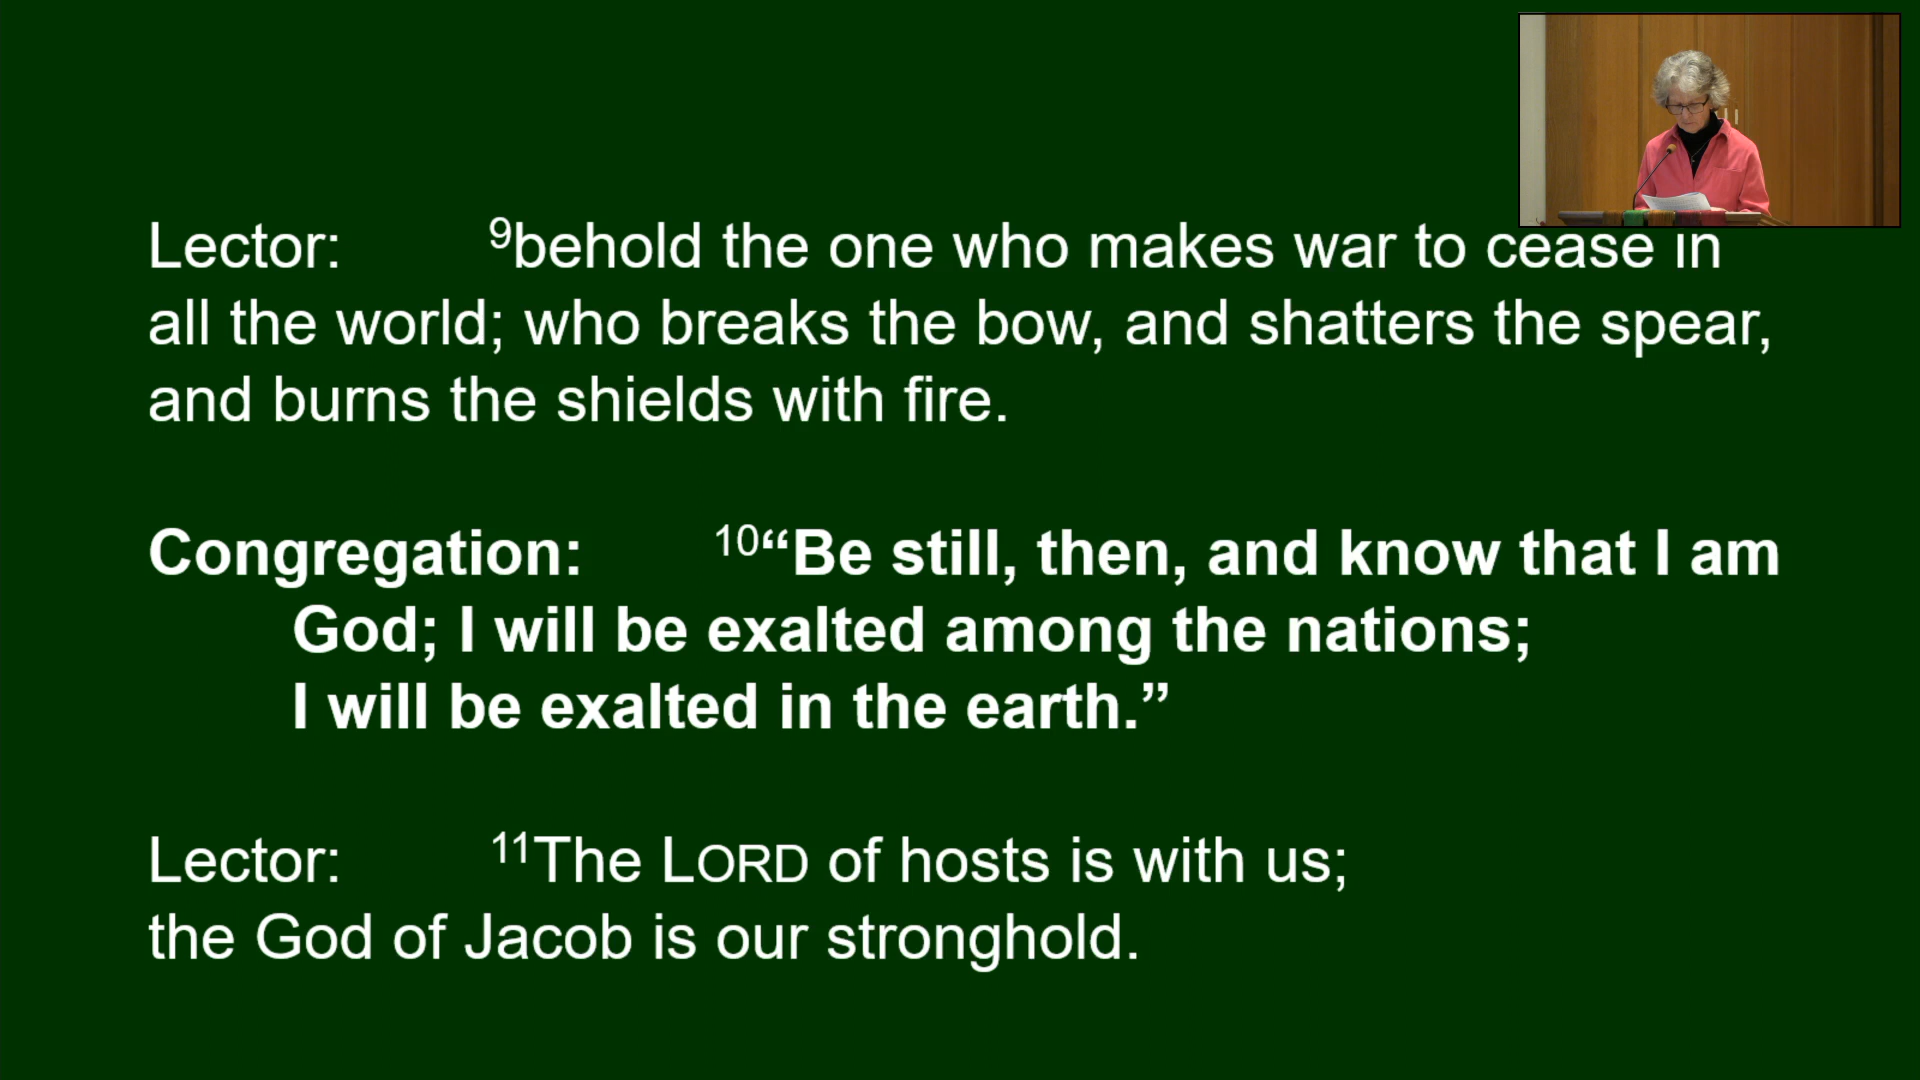 Lector: ⁹behold the one who makes war to cease in
all the world; who breaks the bow, and shatters the spear,
and burns the shields with fire.
Congregation: ¹⁰“Be still, then, and know that I am
God; I will be exalted among the nations;
I will be exalted in the earth.”
Lector: ¹¹The LORD of hosts is with us;
the God of Jacob is our stronghold.